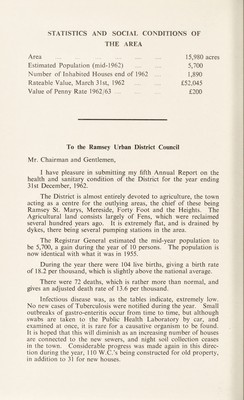 STATISTICS AND SOCIAL CONDITIONS OF
THE AREA
Area ... ... ... ... 15,980 acres
Estimated Population (mid-1962) ... 5,700
Number of Inhabited Houses end of 1962 ... 1,890
Rateable Value, March 31st, 1962 ... £52,045
Value of Penny Rate 1962/63 ... £200
To the Ramsey Urban District Council
Mr. Chairman and Gentlemen,
I have pleasure in submitting my fifth Annual Report on the
health and sanitary condition of the District for the year ending
31st December, 1962.
The District is almost entirely devoted to agriculture, the town
acting as a centre for the outlying areas, the chief of these being
Ramsey St. Marys, Mereside, Forty Foot and the Heights. The
Agricultural land consists largely of Fens, which were reclaimed
several hundred years ago. It is extremely flat, and is drained by
dykes, there being several pumping stations in the area.
The Registrar General estimated the mid-year population to
be 5,700, a gain during the year of 10 persons. The population is
now identical with what it was in 1955.
During the year there were 104 live births, giving a birth rate
of 18.2 per thousand, which is slightly above the national average.
There were 72 deaths, which is rather more than normal, and
gives an adjusted death rate of 13.6 per thousand.
Infectious disease was, as the tables indicate, extremely low.
No new cases of Tuberculosis were notified during the year. Small
outbreaks of gastro-enteritis occur from time to time, but although
swabs are taken to the Public Health Laboratory by car, and
examined at once, it is rare for a causative organism to be found.
It is hoped that this will diminish as an increasing number of houses
are connected to the new sewers, and night soil collection ceases
in the town. Considerable progress was made again in this direc-
tion during the year, 110 W.C.'s being constructed for old property,
in addition to 31 for new houses.